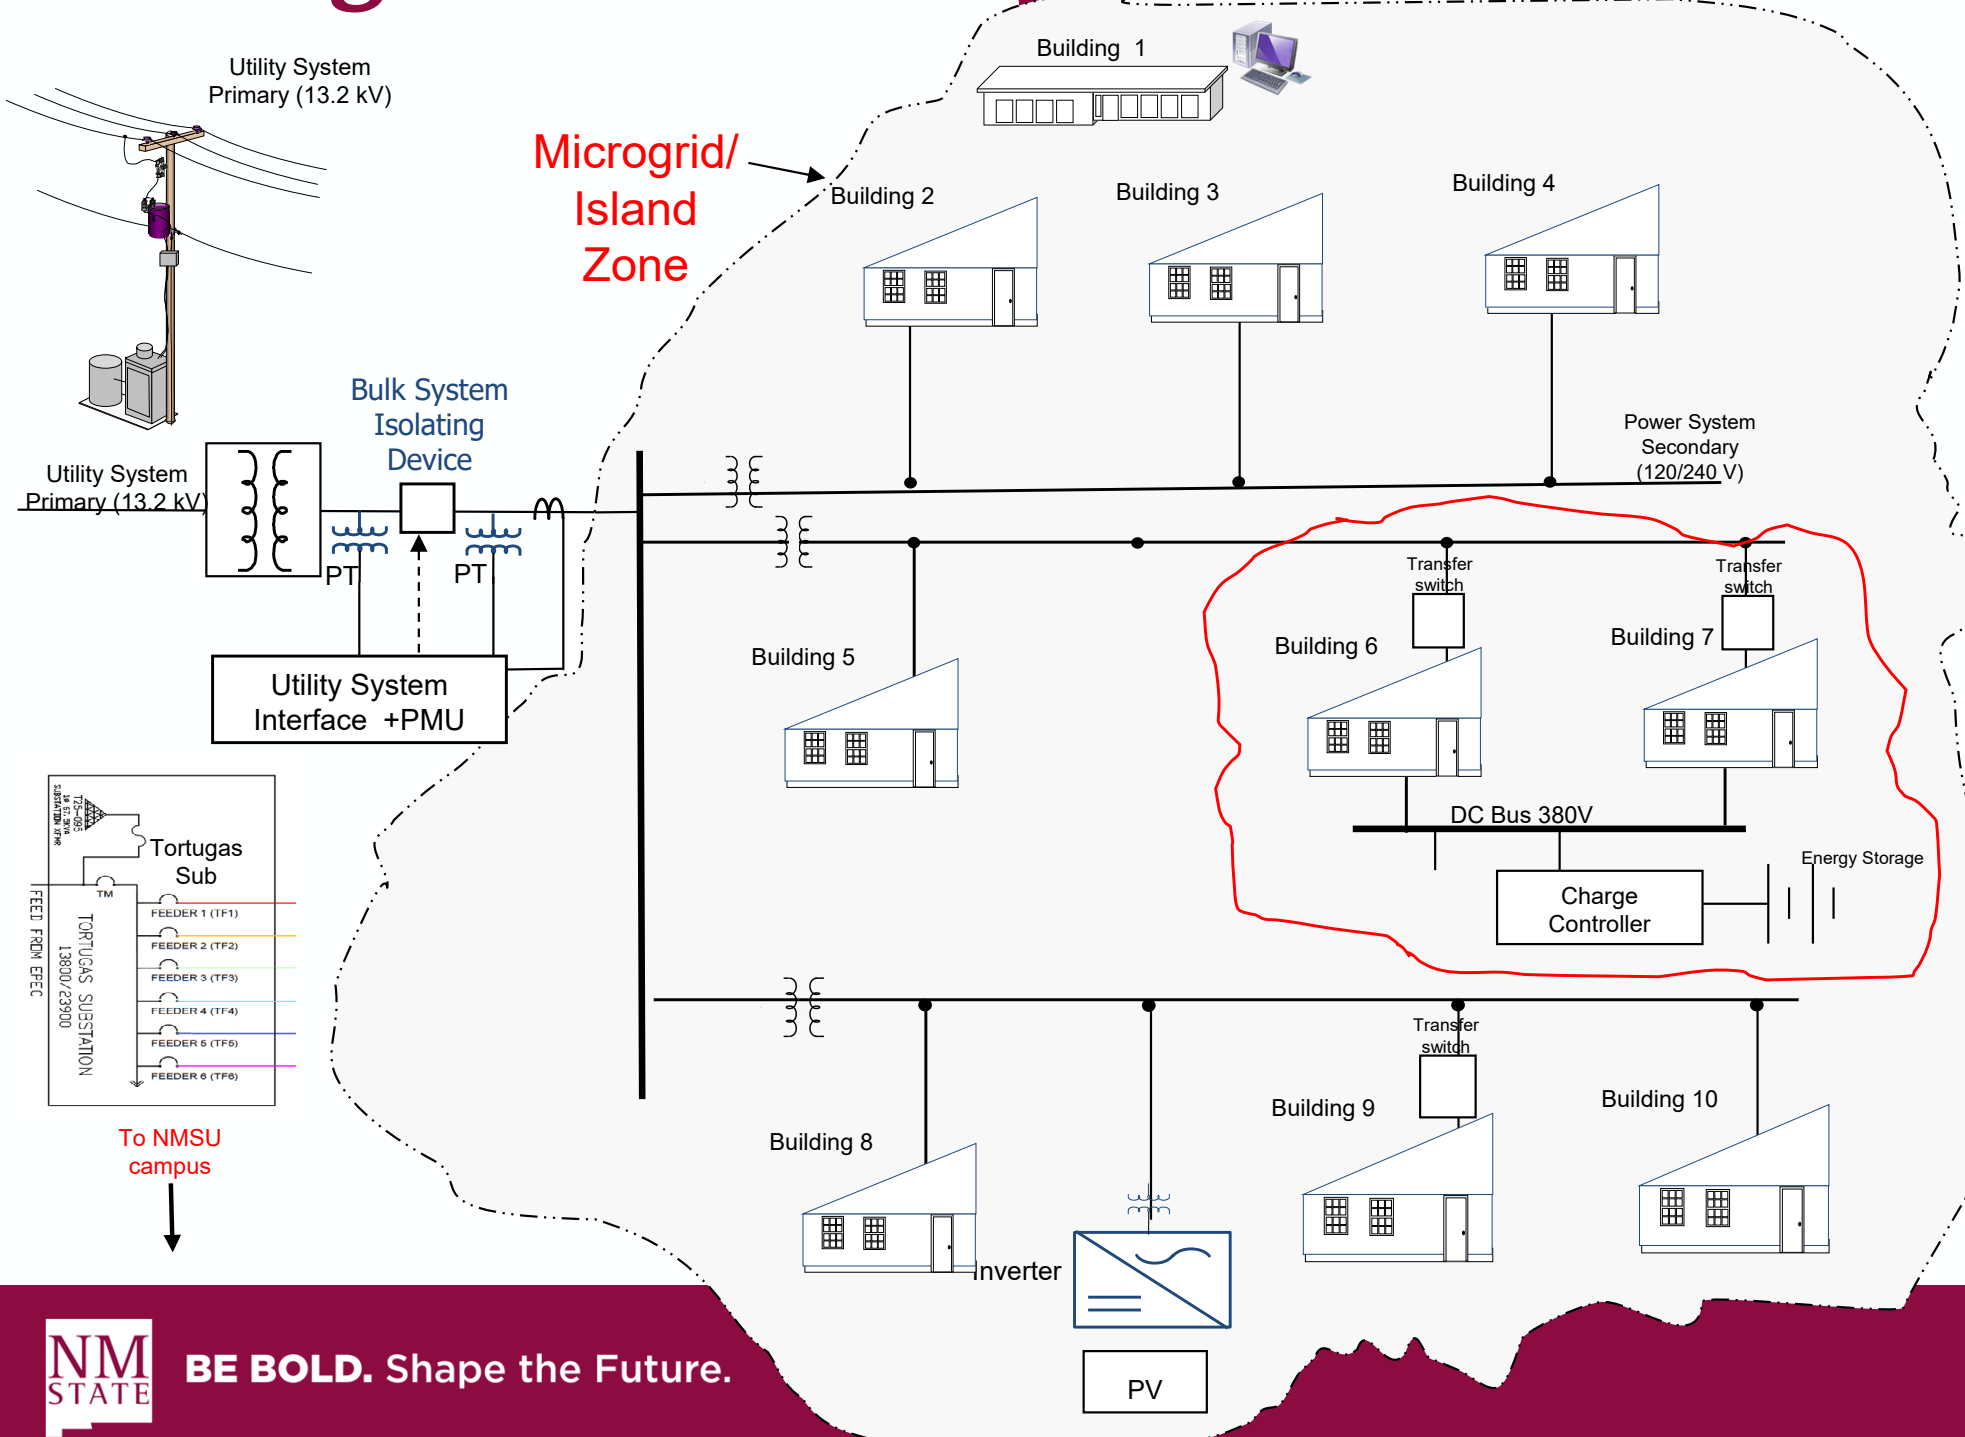 Utility System
Primary (13.2 kV)
Building 1
Microgrid/
Island
Zone
Building 2
Building 3
Building 4
Bulk System
Isolating
Device
Power System
Secondary
(120/240 V)
Utility System
Primary (13.2 kV)
PT
PT
Transfer
switch
Transfer
switch
Building 5
Building 6
Building 7
Utility System
Interface +PMU
DC Bus 380V
Energy Storage
Charge
Controller
T25-095
SUBSTATION XFMR
Tortugas
Sub
TM
FEED FROM EPEC
TORTUGAS SUBSTATION
13800/23900
FEEDER 1 (TF1)
FEEDER 2 (TF2)
FEEDER 3 (TF3)
FEEDER 4 (TF4)
FEEDER 5 (TF5)
FEEDER 6 (TF6)
To NMSU
campus
Transfer
switch
Building 8
Building 9
Building 10
Inverter
PV
NM
STATE
BE BOLD. Shape the Future.